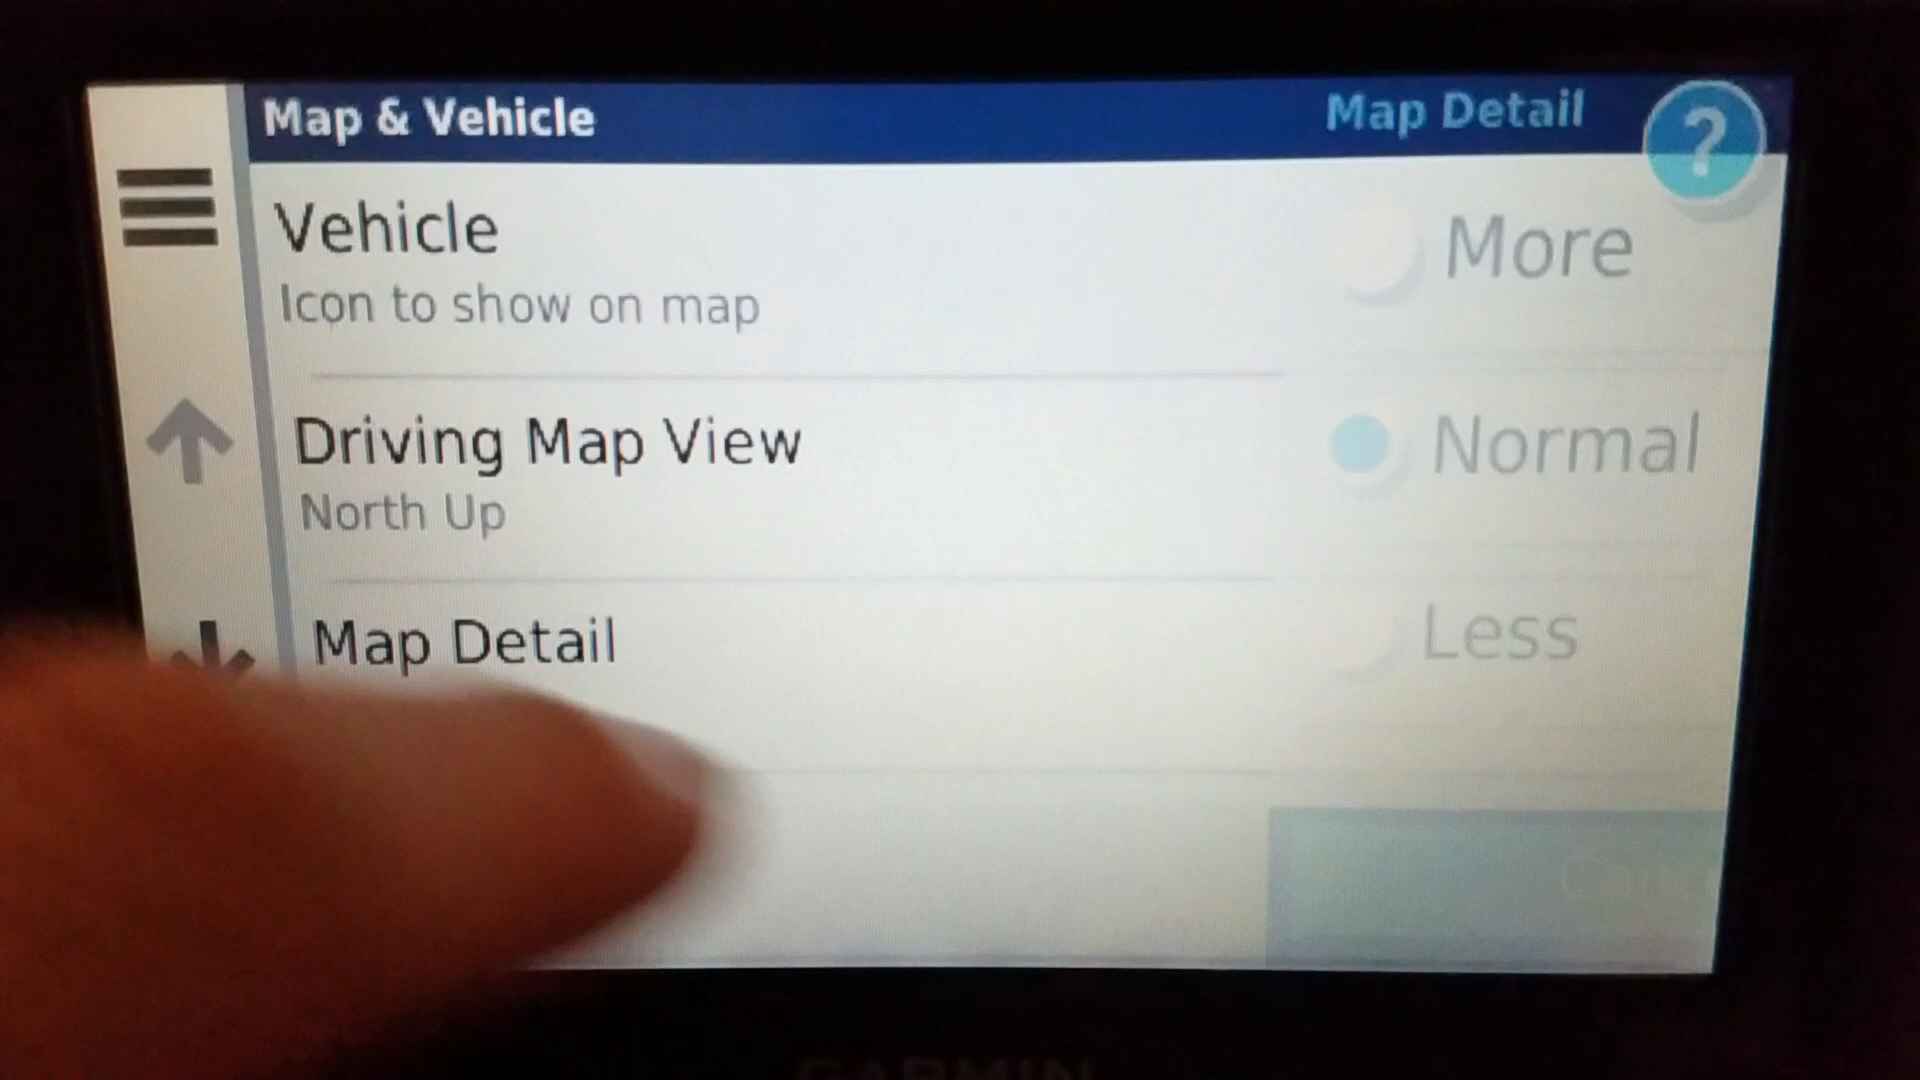 Map & Vehicle
Map Detail
?
Vehicle
Icon to show on map
More
Driving Map View
North Up
Normal
Map Detail
Less
GARMIN